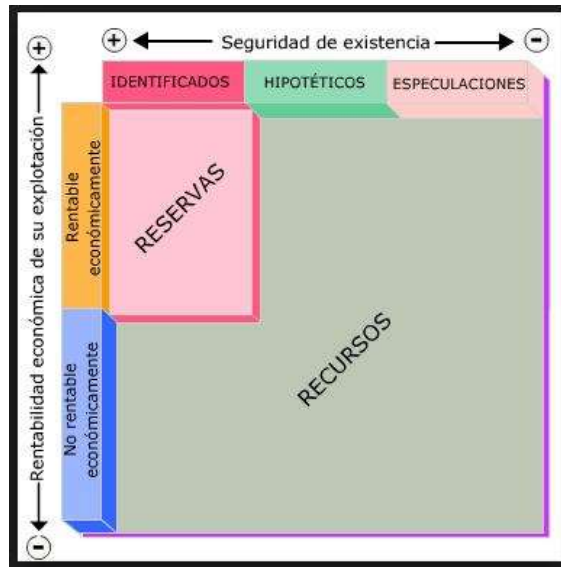 + Seguridad de existencia -
IDENTIFICADOS HIPOTÉTICOS ESPECULACIONES
+ Rentabilidad económica de su explotación -
Rentable
económicamente
No rentable
económicamente
RESERVAS
RECURSOS